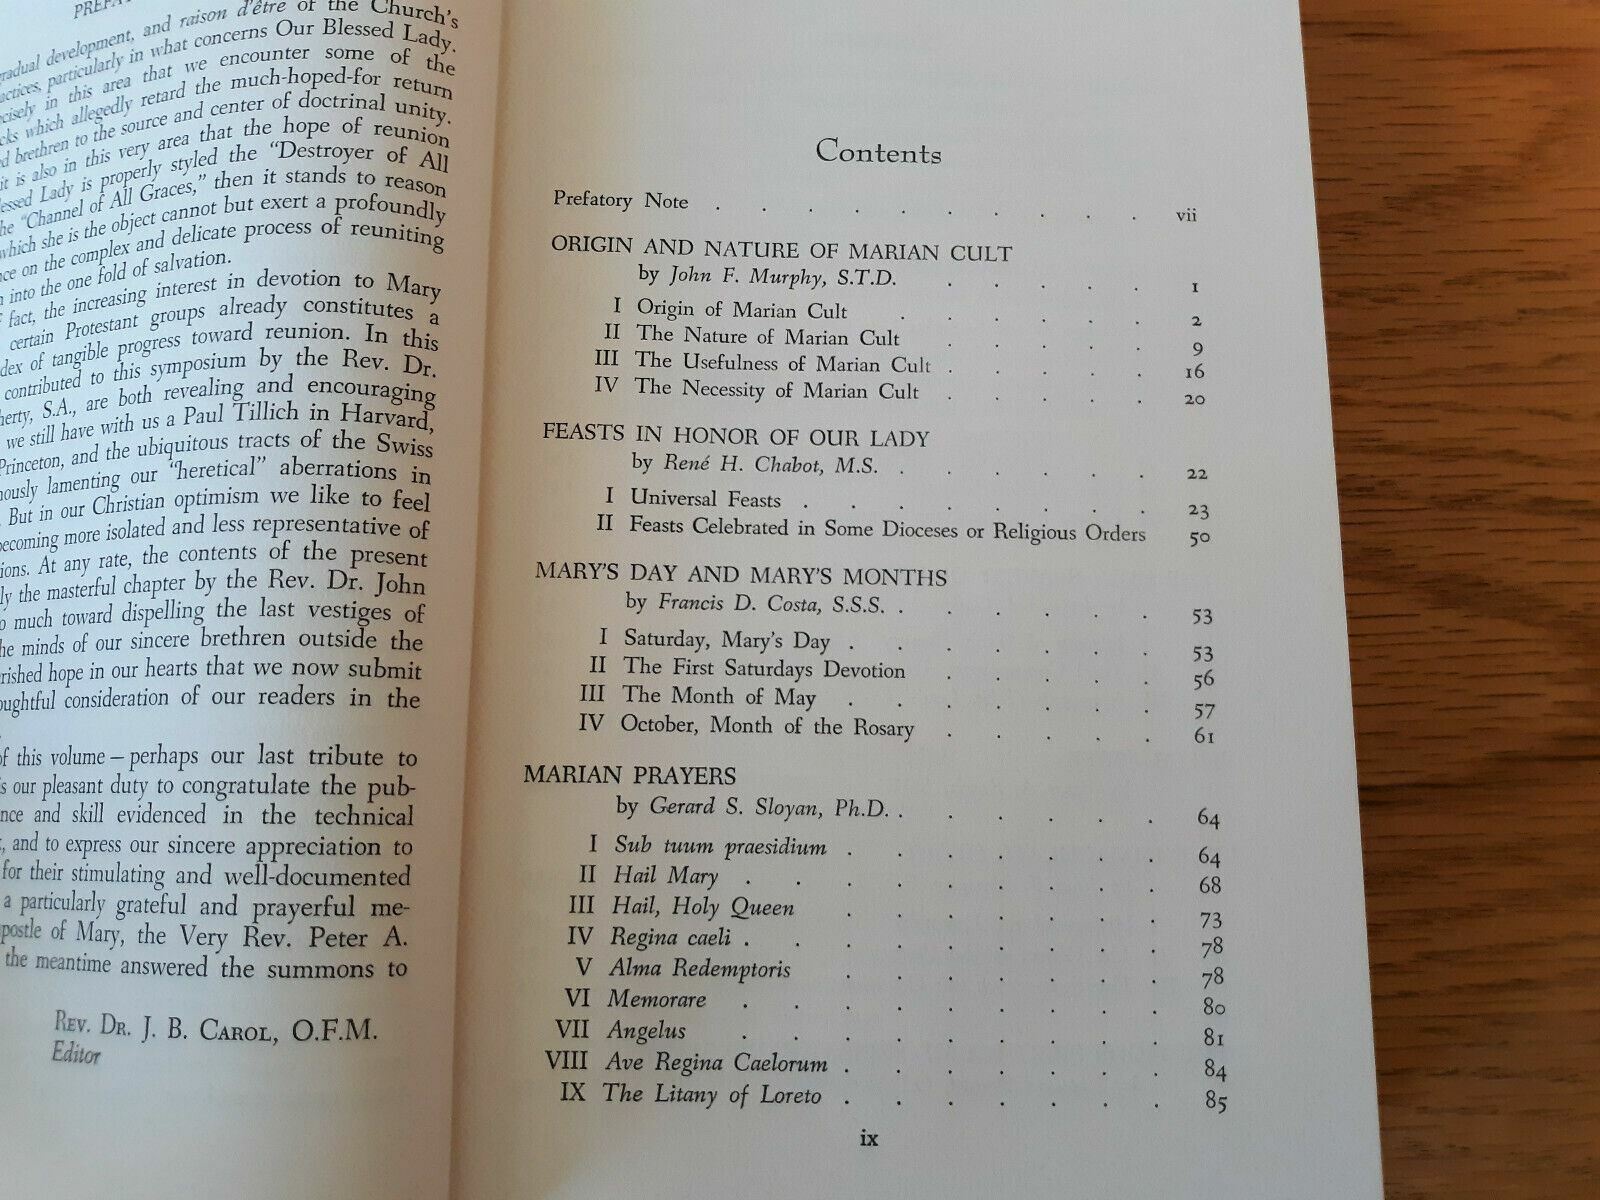 PREFAT
gradual development, and raison d'être of the Church's
particularly in what concerns Our Blessed Lady.
in this area that we encounter some of the
which allegedly retard the much-hoped-for return
brethren to the source and center of doctrinal unity.
it is also in this very area that the hope of reunion
Lady is properly styled the "Destroyer of All
"Channel of All Graces," then it stands to reason
which she is the object cannot but exert a profoundly
on the complex and delicate process of reuniting
into the one fold of salvation.
fact, the increasing interest in devotion to Mary
certain Protestant groups already constitutes a
of tangible progress toward reunion. In this
contributed to this symposium by the Rev. Dr.
S.A., are both revealing and encouraging
we still have with us a Paul Tillich in Harvard,
Princeton, and the ubiquitous tracts of the Swiss
lamenting our "heretical" aberrations in
But in our Christian optimism we like to feel
becoming more isolated and less representative of
At any rate, the contents of the present
ly the masterful chapter by the Rev. Dr. John
much toward dispelling the last vestiges of
minds of our sincere brethren outside the
hope in our hearts that we now submit
consideration of our readers in the
of this volume — perhaps our last tribute to
our pleasant duty to congratulate the pub-
and skill evidenced in the technical
and to express our sincere appreciation to
for their stimulating and well-documented
a particularly grateful and prayerful me-
of Mary, the Very Rev. Peter A.
the meantime answered the summons to
REV. DR. J. B. CAROL, O.F.M.
Editor
Contents
Prefatory Note . . . . . . . . . . vii
ORIGIN AND NATURE OF MARIAN CULT
by John F. Murphy, S.T.D. . . . . . 1
I Origin of Marian Cult . . . . . . 2
II The Nature of Marian Cult . . . . . 9
III The Usefulness of Marian Cult . . . . . 16
IV The Necessity of Marian Cult . . . . . 20
FEASTS IN HONOR OF OUR LADY
by René H. Chabot, M.S. . . . . . . 22
I Universal Feasts . . . . . . . . 23
II Feasts Celebrated in Some Dioceses or Religious Orders 50
MARY'S DAY AND MARY'S MONTHS
by Francis D. Costa, S.S.S. . . . . . . 53
I Saturday, Mary's Day . . . . . . . 53
II The First Saturdays Devotion . . . . . 56
III The Month of May . . . . . . . 57
IV October, Month of the Rosary . . . . . 61
MARIAN PRAYERS
by Gerard S. Sloyan, Ph.D. . . . . . . 64
I Sub tuum praesidium . . . . . . . 64
II Hail Mary . . . . . . . . . 68
III Hail, Holy Queen . . . . . . . 73
IV Regina caeli . . . . . . . . . 78
V Alma Redemptoris . . . . . . . 78
VI Memorare . . . . . . . . . 80
VII Angelus . . . . . . . . . 81
VIII Ave Regina Caelorum . . . . . . . 84
IX The Litany of Loreto . . . . . . . 85
ix